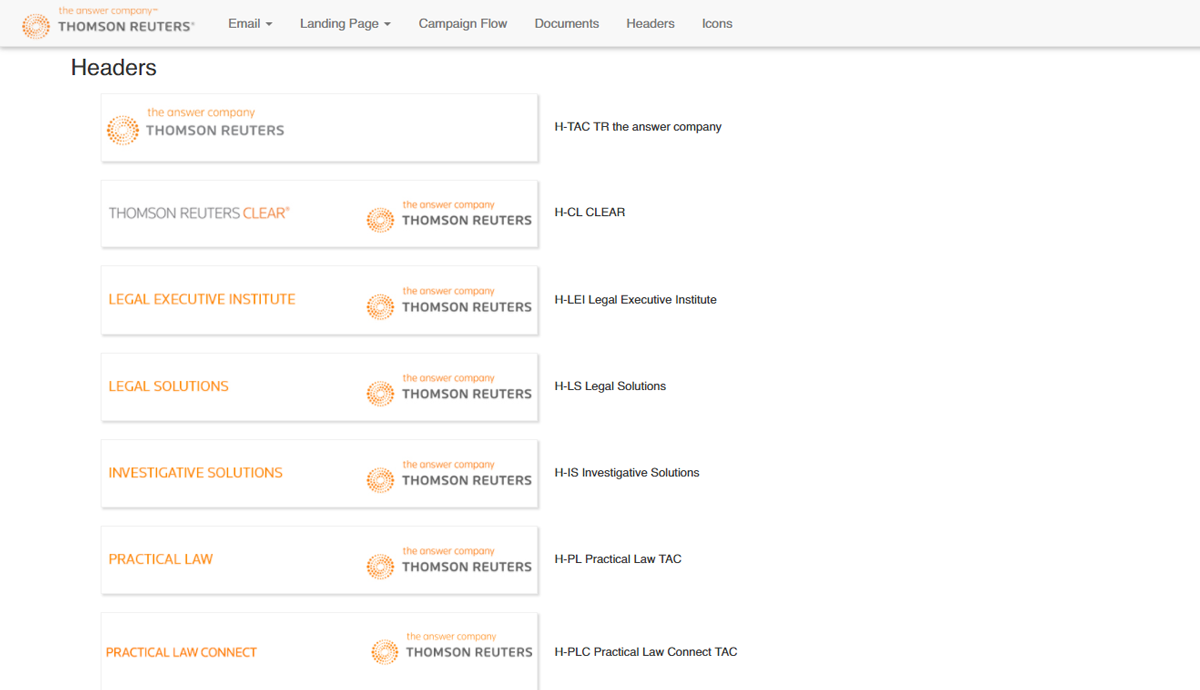 the answer company™
THOMSON REUTERS®
Email
Landing Page
Campaign Flow
Documents
Headers
Icons
Headers
the answer company
THOMSON REUTERS
H-TAC TR the answer company
THOMSON REUTERS CLEAR®
the answer company
THOMSON REUTERS
H-CL CLEAR
LEGAL EXECUTIVE INSTITUTE
the answer company
THOMSON REUTERS
H-LEI Legal Executive Institute
LEGAL SOLUTIONS
the answer company
THOMSON REUTERS
H-LS Legal Solutions
INVESTIGATIVE SOLUTIONS
the answer company
THOMSON REUTERS
H-IS Investigative Solutions
PRACTICAL LAW
the answer company
THOMSON REUTERS
H-PL Practical Law TAC
PRACTICAL LAW CONNECT
the answer company
THOMSON REUTERS
H-PLC Practical Law Connect TAC